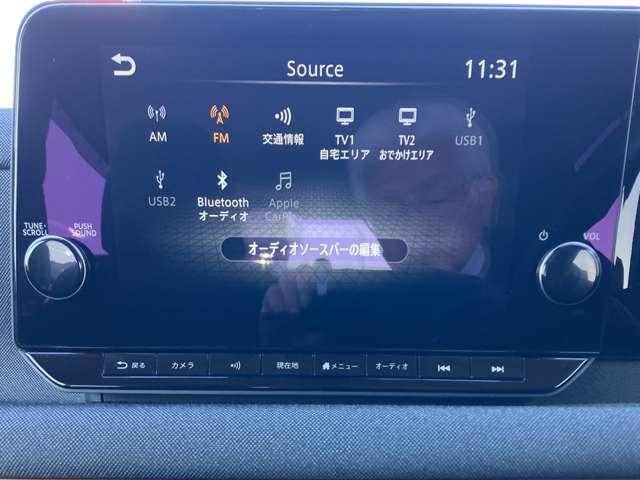 Source
11:31
AM
FM
交通情報
TV1
自宅エリア
TV2
おでかけエリア
USB1
USB2
Bluetooth
オーディオ
Apple
CarPlay
オーディオソースバーの編集
TUNE・
SCROLL
PUSH
SOUND
VOL
戻る
カメラ
現在地
メニュー
オーディオ